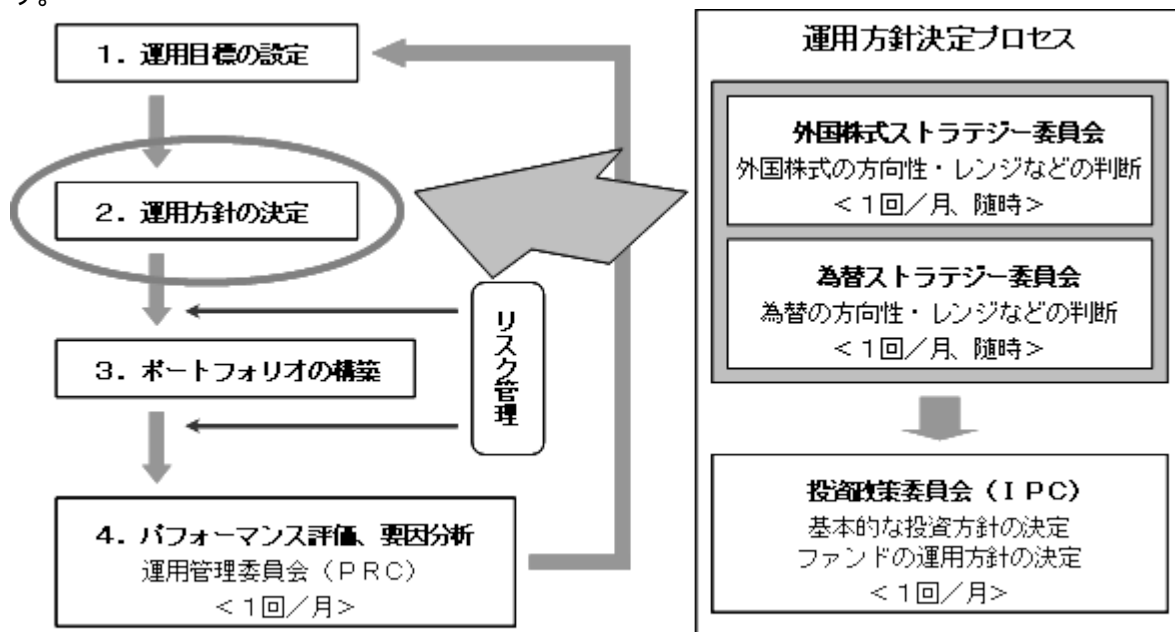 す。
1. 運用目標の設定
2. 運用方針の決定
3. ポートフォリオの構築
4. パフォーマンス評価、要因分析
運用管理委員会（ＰＲＣ）
＜１回／月＞
リスク管理
運用方針決定プロセス
外国株式ストラテジー委員会
外国株式の方向性・レンジなどの判断
＜１回／月、随時＞
為替ストラテジー委員会
為替の方向性・レンジなどの判断
＜１回／月、随時＞
投資政策委員会（ＩＰＣ）
基本的な投資方針の決定
ファンドの運用方針の決定
＜１回／月＞